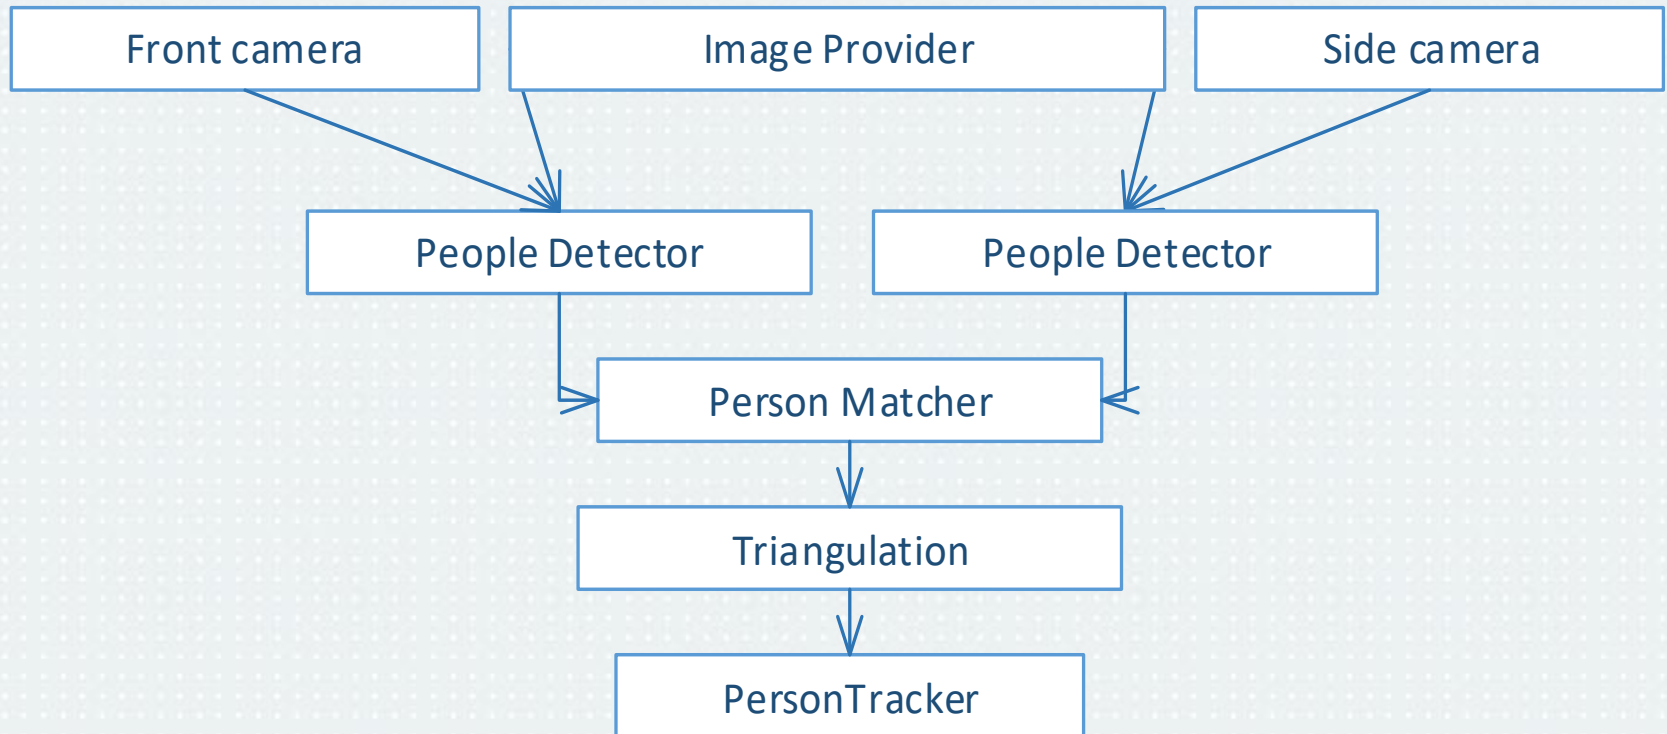 Front camera
Image Provider
Side camera
People Detector
People Detector
Person Matcher
Triangulation
PersonTracker